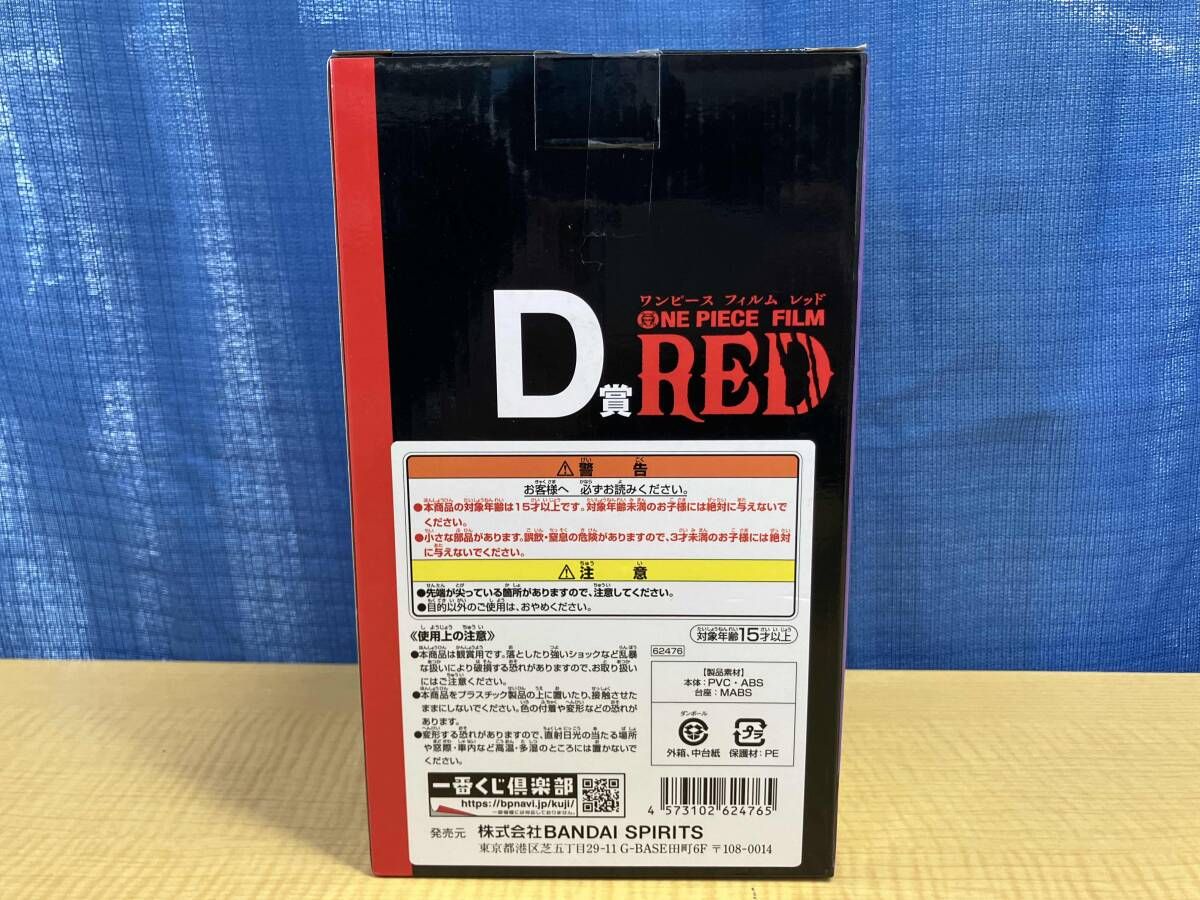 ワンピース フィルム レッド
ONE PIECE FILM
RED
D賞
⚠警告
お客様へ 必ずお読みください。
●本商品の対象年齢は15才以上です。対象年齢未満のお子様には絶対に与えないで
ください。
●小さな部品があります。誤飲・窒息の危険がありますので、3才未満のお子様には絶対
に与えないでください。
⚠注意
●先端が尖っている箇所がありますので、注意してください。
●目的以外のご使用は、おやめください。
《使用上の注意》
対象年齢15才以上
●本商品は観賞用です。落としたり強いショックなど乱暴
な扱いにより破損する恐れがありますので、お取り扱い
にはご注意ください。
●本商品をプラスチック製品の上に置いたり、接触させた
ままにしないでください。色の付着や変形などの恐れが
あります。
●変形する恐れがありますので、直射日光の当たる場所
や窓際・車内など高温・多湿のところには置かないで
ください。
62476
【製品素材】
本体:PVC・ABS
台座:MABS
ダンボール
プラ
外箱、中台紙 保護材:PE
一番くじ倶楽部
https://bpnavi.jp/kuji/
4 573102 624765
発売元 株式会社BANDAI SPIRITS
東京都港区芝五丁目29-11 G-BASE田町6F 〒108-0014